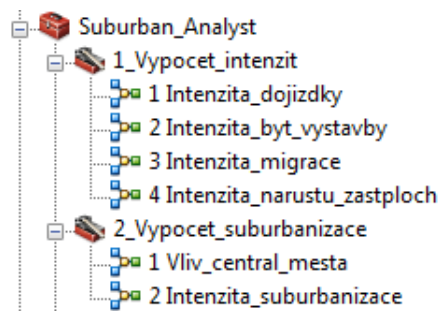 Suburban_Analyst
1_Vypocet_intenzit
1 Intenzita_dojizdky
2 Intenzita_byt_vystavby
3 Intenzita_migrace
4 Intenzita_narustu_zastploch
2_Vypocet_suburbanizace
1 Vliv_central_mesta
2 Intenzita_suburbanizace